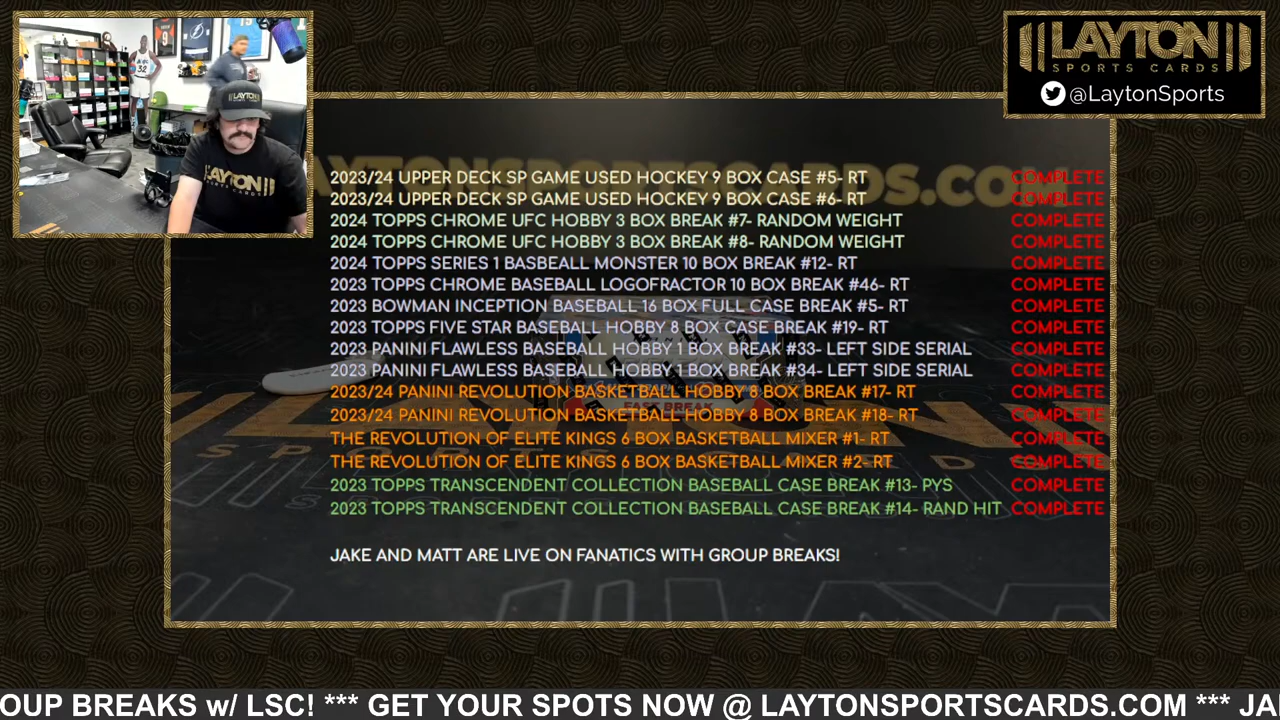 LAYTON
SPORTS CARDS
@LaytonSports
LAYTONSPORTSCARDS.COM
2023/24 UPPER DECK SP GAME USED HOCKEY 9 BOX CASE #5- RT COMPLETE
2023/24 UPPER DECK SP GAME USED HOCKEY 9 BOX CASE #6- RT COMPLETE
2024 TOPPS CHROME UFC HOBBY 3 BOX BREAK #7- RANDOM WEIGHT COMPLETE
2024 TOPPS CHROME UFC HOBBY 3 BOX BREAK #8- RANDOM WEIGHT COMPLETE
2024 TOPPS SERIES 1 BASBEALL MONSTER 10 BOX BREAK #12- RT COMPLETE
2023 TOPPS CHROME BASEBALL LOGOFRACTOR 10 BOX BREAK #46- RT COMPLETE
2023 BOWMAN INCEPTION BASEBALL 16 BOX FULL CASE BREAK #5- RT COMPLETE
2023 TOPPS FIVE STAR BASEBALL HOBBY 8 BOX CASE BREAK #19- RT COMPLETE
2023 PANINI FLAWLESS BASEBALL HOBBY 1 BOX BREAK #33- LEFT SIDE SERIAL COMPLETE
2023 PANINI FLAWLESS BASEBALL HOBBY 1 BOX BREAK #34- LEFT SIDE SERIAL COMPLETE
2023/24 PANINI REVOLUTION BASKETBALL HOBBY 8 BOX BREAK #17- RT COMPLETE
2023/24 PANINI REVOLUTION BASKETBALL HOBBY 8 BOX BREAK #18- RT COMPLETE
THE REVOLUTION OF ELITE KINGS 6 BOX BASKETBALL MIXER #1- RT COMPLETE
THE REVOLUTION OF ELITE KINGS 6 BOX BASKETBALL MIXER #2- RT COMPLETE
2023 TOPPS TRANSCENDENT COLLECTION BASEBALL CASE BREAK #13- PYS COMPLETE
2023 TOPPS TRANSCENDENT COLLECTION BASEBALL CASE BREAK #14- RAND HIT COMPLETE
JAKE AND MATT ARE LIVE ON FANATICS WITH GROUP BREAKS!
OUP BREAKS w/ LSC! *** GET YOUR SPOTS NOW @ LAYTONSPORTSCARDS.COM *** JA